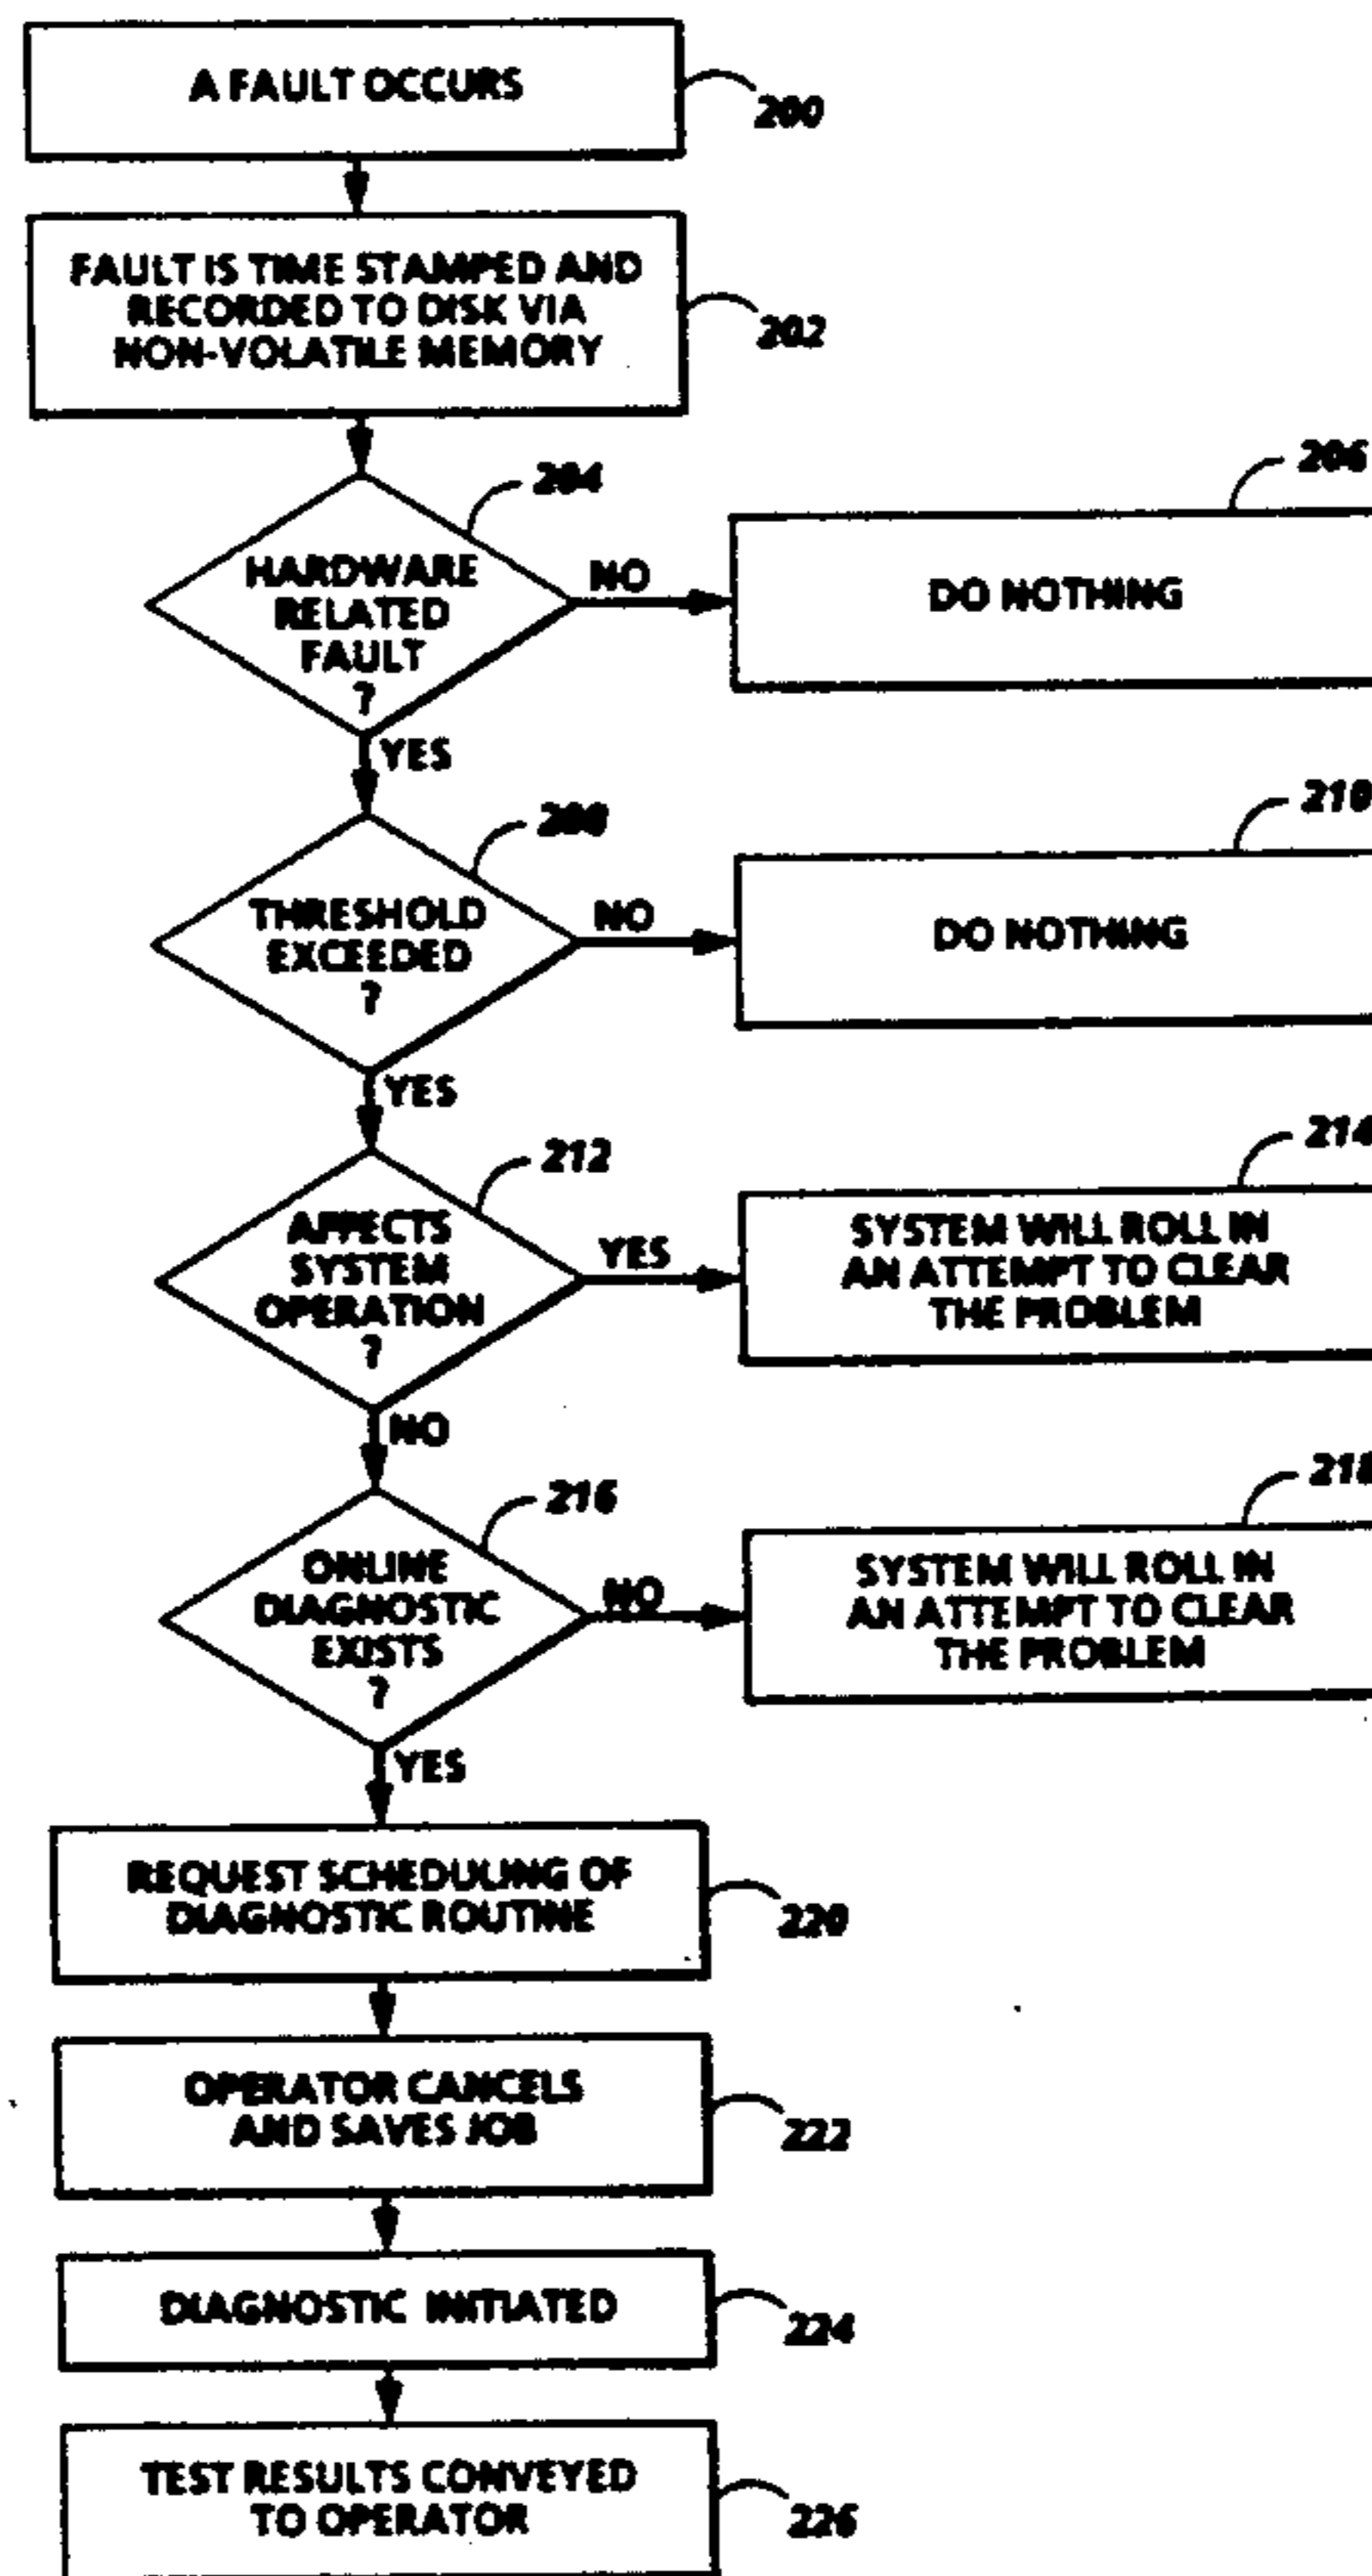 A FAULT OCCURS
200
FAULT IS TIME STAMPED AND
RECORDED TO DISK VIA
NON-VOLATILE MEMORY
202
204
HARDWARE
RELATED
FAULT
?
NO
206
DO NOTHING
YES
208
THRESHOLD
EXCEEDED
?
NO
210
DO NOTHING
YES
212
AFFECTS
SYSTEM
OPERATION
?
YES
214
SYSTEM WILL ROLL IN
AN ATTEMPT TO CLEAR
THE PROBLEM
NO
216
ONLINE
DIAGNOSTIC
EXISTS
?
NO
218
SYSTEM WILL ROLL IN
AN ATTEMPT TO CLEAR
THE PROBLEM
YES
REQUEST SCHEDULING OF
DIAGNOSTIC ROUTINE
220
OPERATOR CANCELS
AND SAVES JOB
222
DIAGNOSTIC INITIATED
224
TEST RESULTS CONVEYED
TO OPERATOR
226